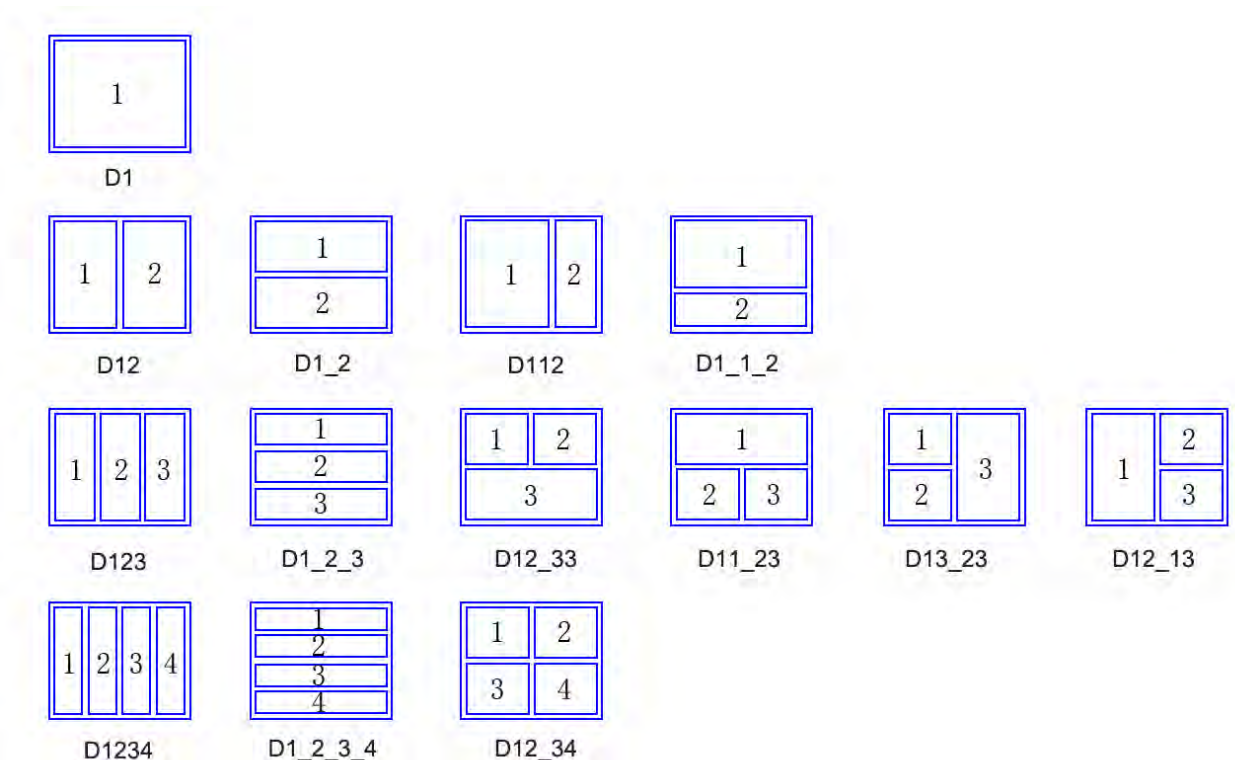 1
D1
1 2 1 2 1 2 1 2
D12 D1_2 D112 D1_1_2
1 2 3 1 2 3 1 2 3 1 2 3 1 2 3 1 2 3
D123 D1_2_3 D12_33 D11_23 D13_23 D12_13
1 2 3 4 1 2 3 4 1 2 3 4
D1234 D1_2_3_4 D12_34